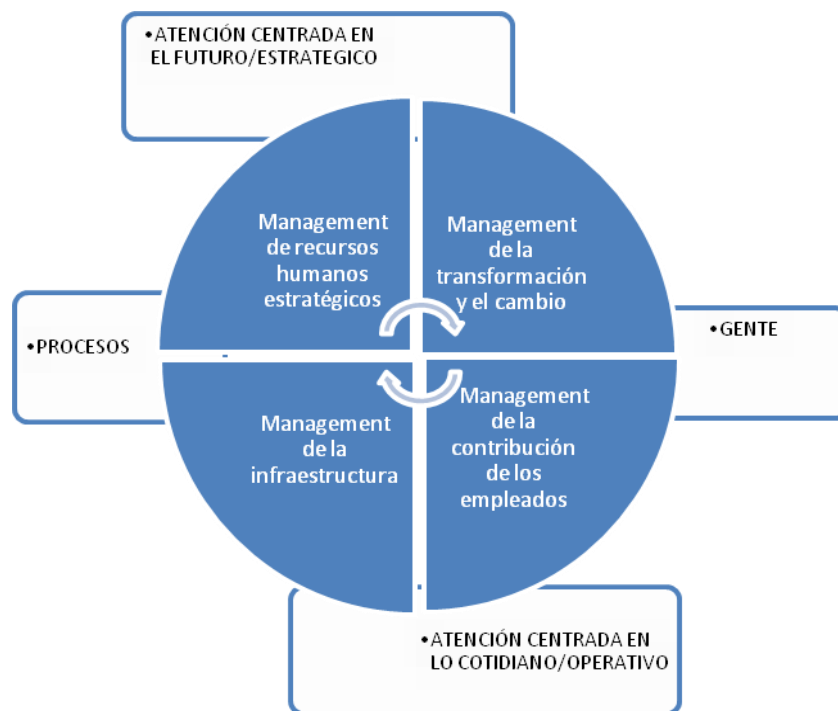 •ATENCIÓN CENTRADA EN
EL FUTURO/ESTRATEGICO
Management
de recursos
humanos
estratégicos
Management
de la
transformación
y el cambio
•PROCESOS
•GENTE
Management
de la
infraestructura
Management
de la
contribución
de los
empleados
•ATENCIÓN CENTRADA EN
LO COTIDIANO/OPERATIVO